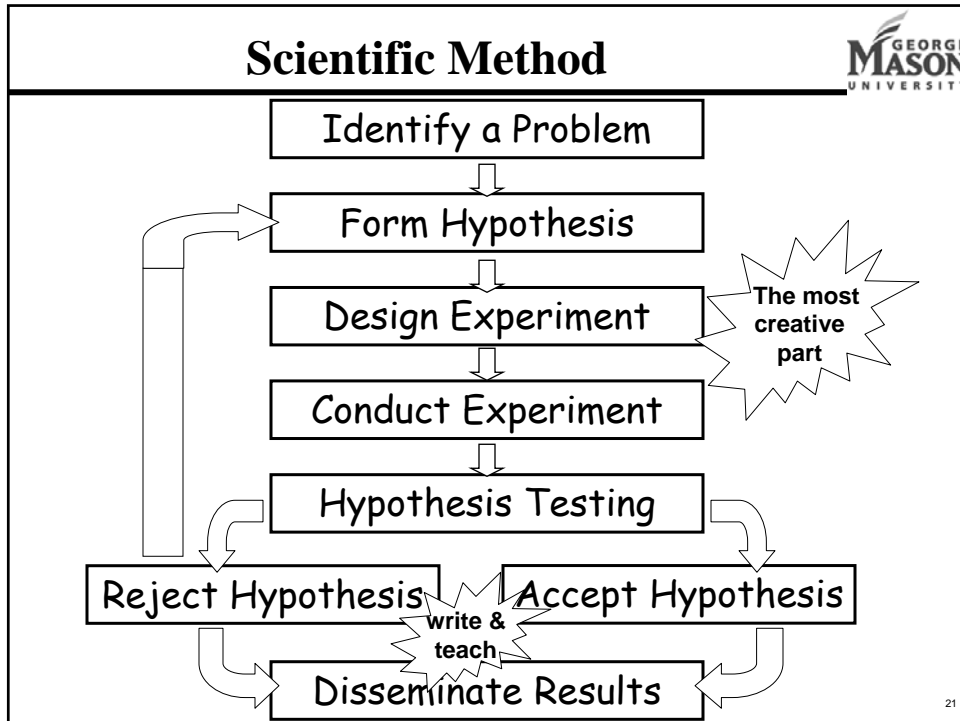 Scientific Method
GEORGE
MASON
UNIVERSITY
Identify a Problem
Form Hypothesis
Design Experiment
The most
creative
part
Conduct Experiment
Hypothesis Testing
Reject Hypothesis
Accept Hypothesis
write &
teach
Disseminate Results
21